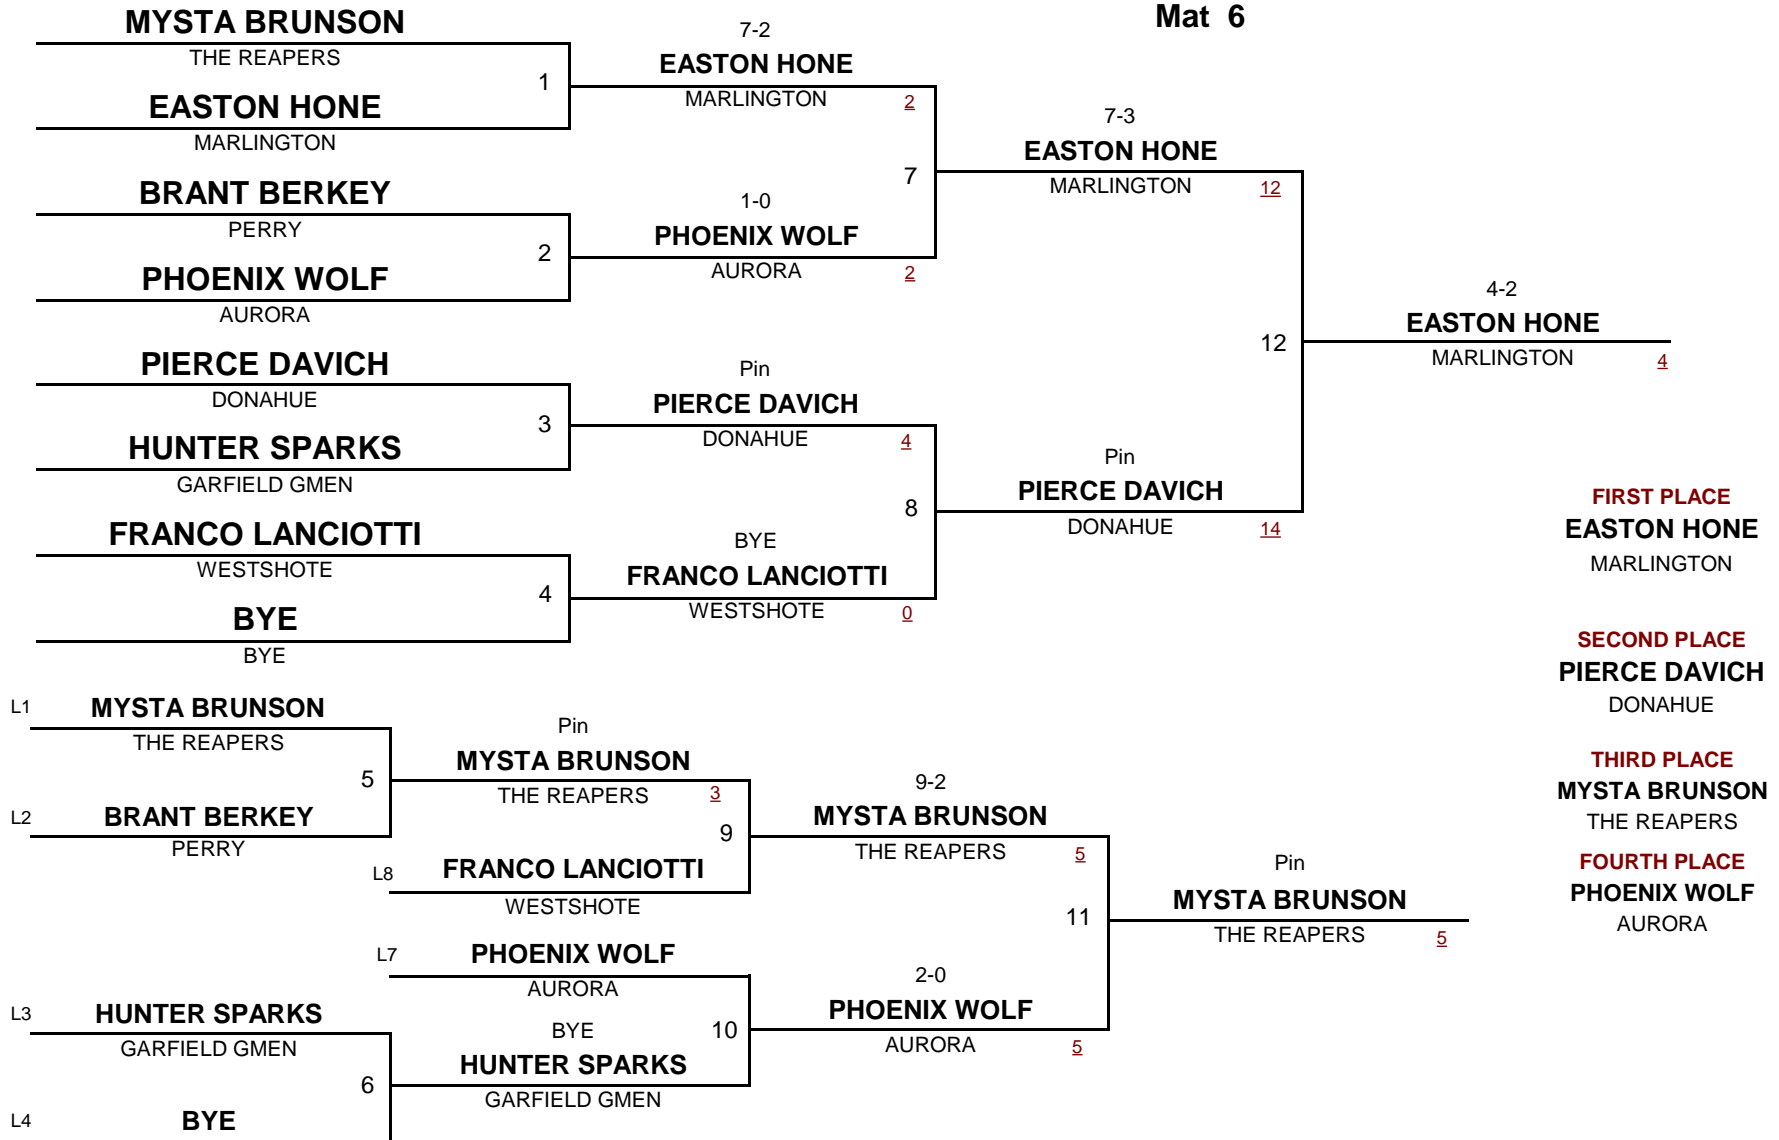 Mat 6
MYSTA BRUNSON
THE REAPERS
1
EASTON HONE
MARLINGTON
BRANT BERKEY
PERRY
2
PHOENIX WOLF
AURORA
PIERCE DAVICH
DONAHUE
3
HUNTER SPARKS
GARFIELD GMEN
FRANCO LANCIOTTI
WESTSHOTE
4
BYE
BYE
7-2
EASTON HONE
MARLINGTON 2
7
1-0
PHOENIX WOLF
AURORA 2
Pin
PIERCE DAVICH
DONAHUE 4
8
BYE
FRANCO LANCIOTTI
WESTSHOTE 0
7-3
EASTON HONE
MARLINGTON 12
12
Pin
PIERCE DAVICH
DONAHUE 14
4-2
EASTON HONE
MARLINGTON 4
FIRST PLACE
EASTON HONE
MARLINGTON
SECOND PLACE
PIERCE DAVICH
DONAHUE
THIRD PLACE
MYSTA BRUNSON
THE REAPERS
FOURTH PLACE
PHOENIX WOLF
AURORA
L1 MYSTA BRUNSON
THE REAPERS
5
L2 BRANT BERKEY
PERRY
L3 HUNTER SPARKS
GARFIELD GMEN
6
L4 BYE
Pin
MYSTA BRUNSON
THE REAPERS 3
9
L8 FRANCO LANCIOTTI
WESTSHOTE
L7 PHOENIX WOLF
AURORA
BYE 10
HUNTER SPARKS
GARFIELD GMEN
9-2
MYSTA BRUNSON
THE REAPERS 5
11
2-0
PHOENIX WOLF
AURORA 5
Pin
MYSTA BRUNSON
THE REAPERS 5